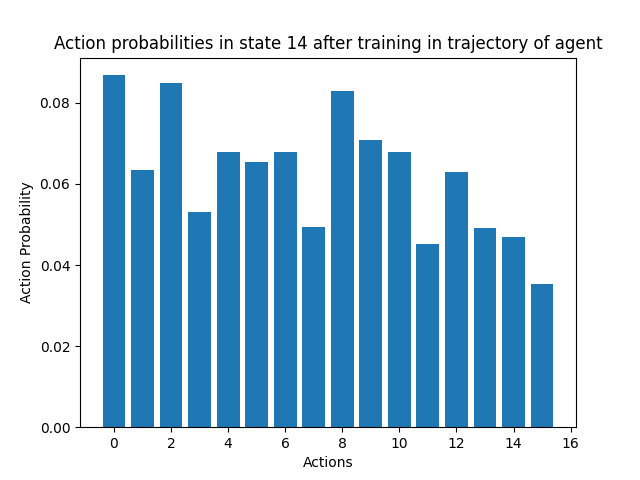 Action probabilities in state 14 after training in trajectory of agent
0.08
0.06
0.04
0.02
0.00
Action Probability
0 2 4 6 8 10 12 14 16
Actions